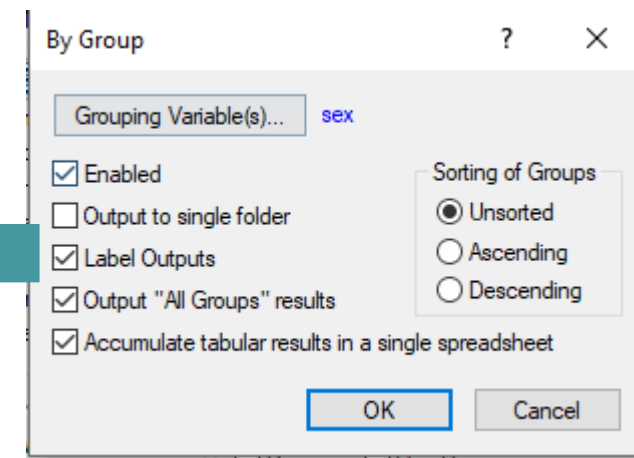 By Group ?
Grouping Variable(s)... sex
Enabled
Output to single folder
Label Outputs
Output "All Groups" results
Accumulate tabular results in a single spreadsheet
Sorting of Groups
Unsorted
Ascending
Descending
OK Cancel